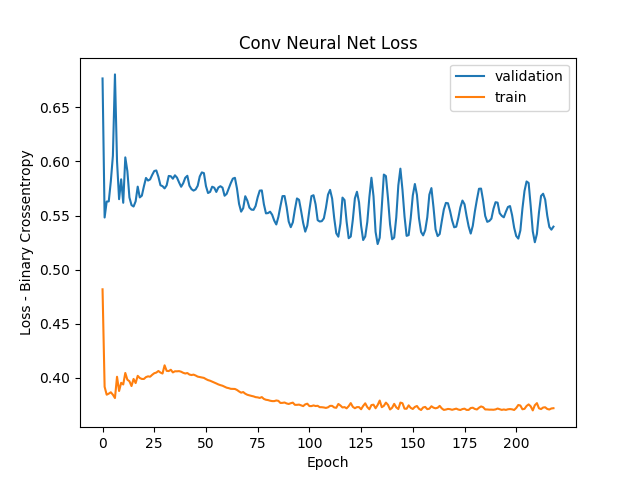 Conv Neural Net Loss
validation
train
Loss - Binary Crossentropy
0.65
0.60
0.55
0.50
0.45
0.40
0 25 50 75 100 125 150 175 200
Epoch